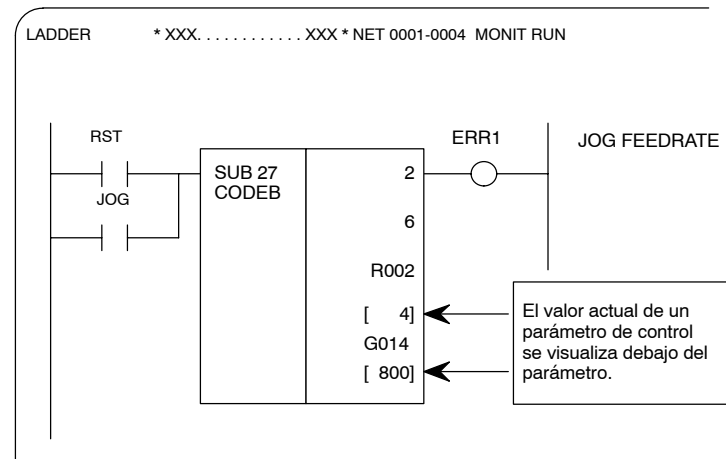 LADDER * XXX. . . . . . . . . . . . XXX * NET 0001-0004 MONIT RUN
RST
JOG
SUB 27
CODEB
2
6
R002
[ 4]
G014
[ 800]
ERR1
JOG FEEDRATE
El valor actual de un
parámetro de control
se visualiza debajo del
parámetro.